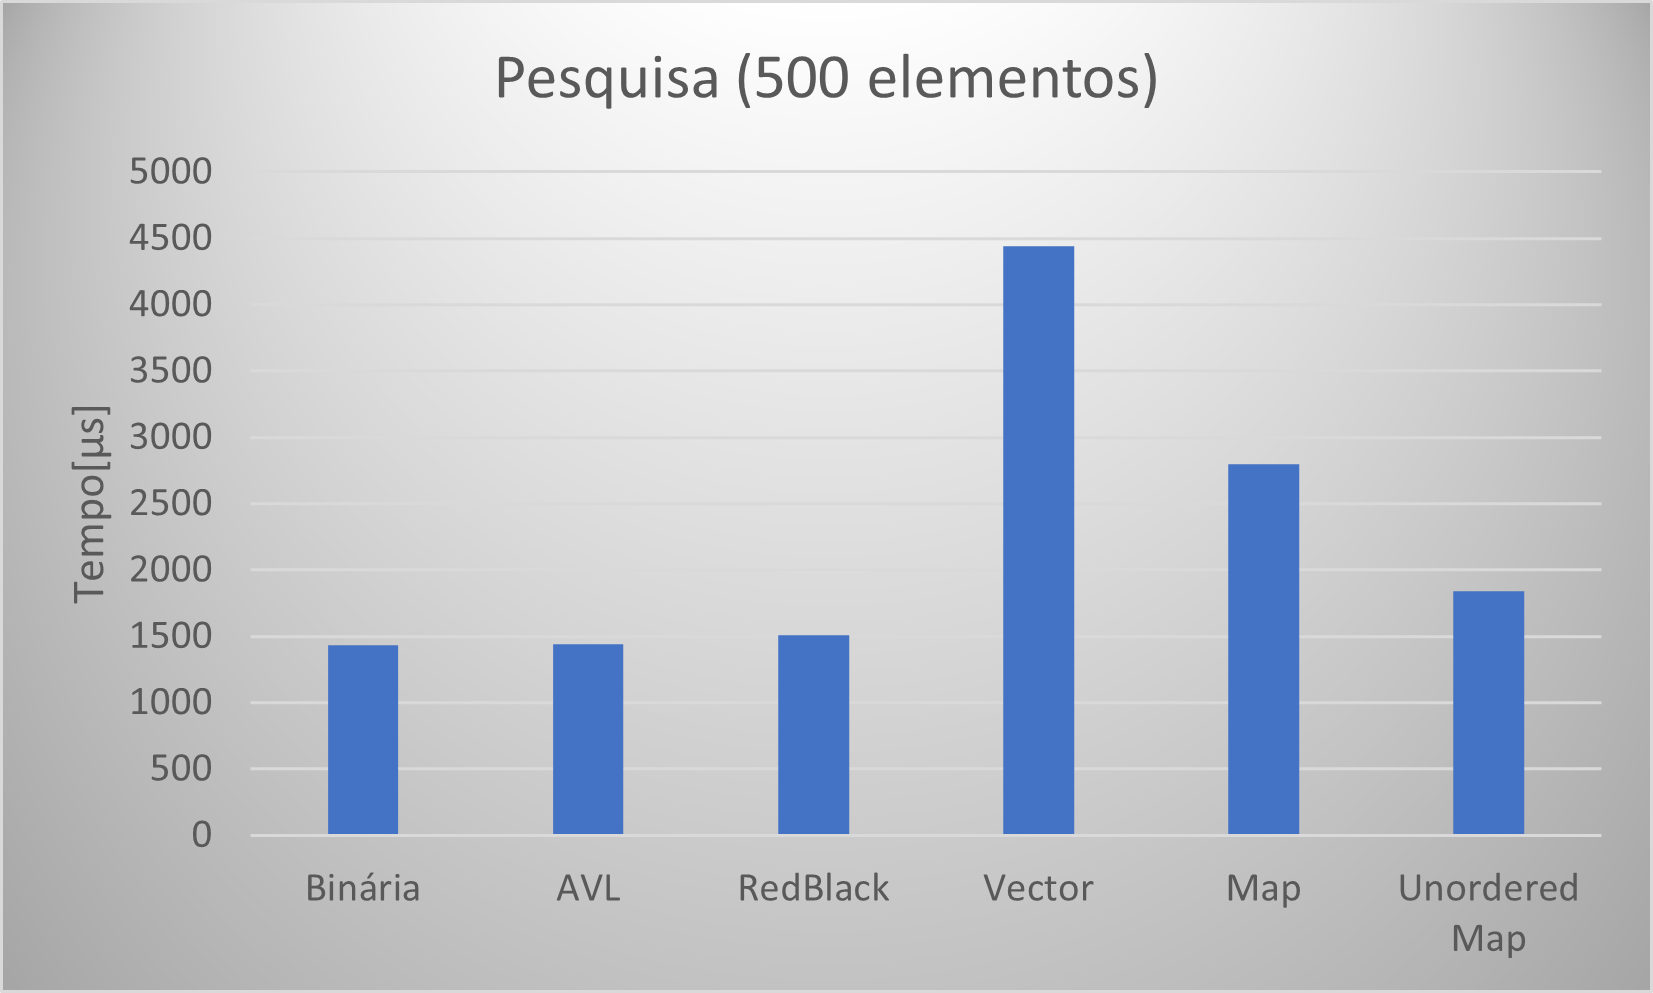 Pesquisa (500 elementos)
5000
4500
4000
3500
3000
2500
2000
1500
1000
500
0
Tempo[µs]
Binária
AVL
RedBlack
Vector
Map
Unordered
Map